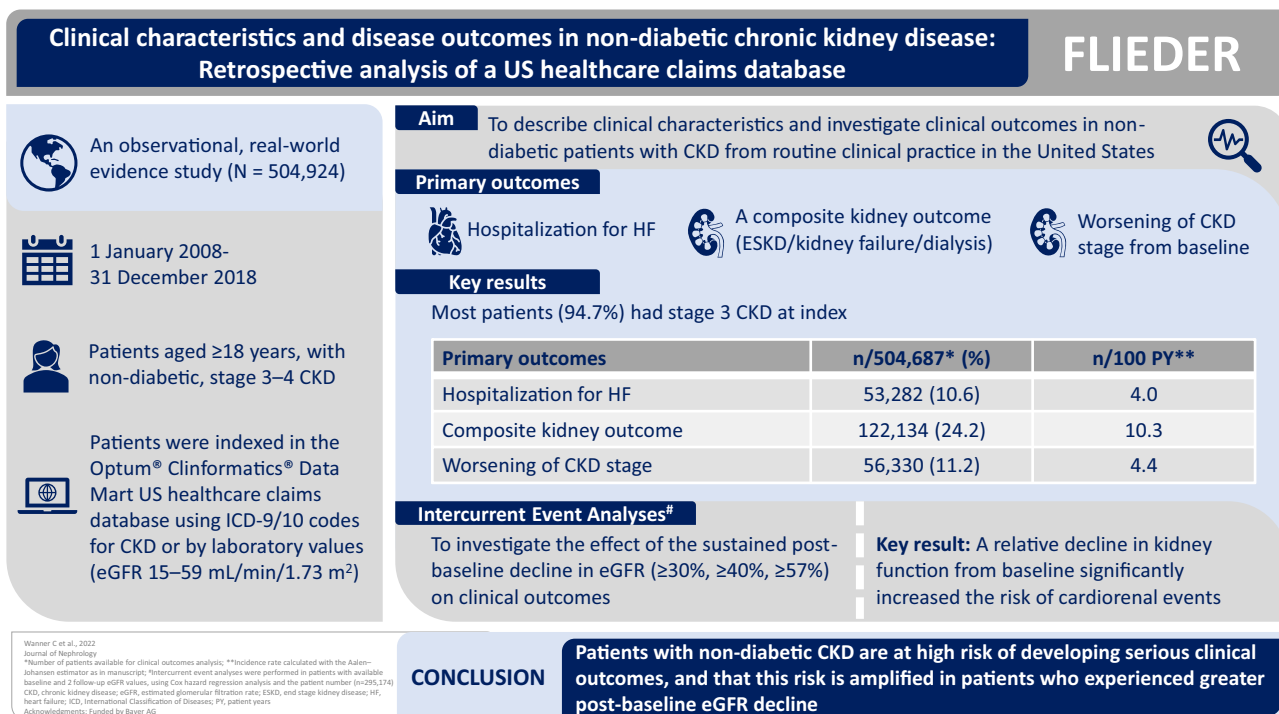 Clinical characteristics and disease outcomes in non-diabetic chronic kidney disease:
Retrospective analysis of a US healthcare claims database
FLIEDER
An observational, real-world
evidence study (N = 504,924)
1 January 2008-
31 December 2018
Patients aged ≥18 years, with
non-diabetic, stage 3–4 CKD
Patients were indexed in the
Optum® Clinformatics® Data
Mart US healthcare claims
database using ICD-9/10 codes
for CKD or by laboratory values
(eGFR 15–59 mL/min/1.73 m²)
Aim
To describe clinical characteristics and investigate clinical outcomes in non-
diabetic patients with CKD from routine clinical practice in the United States
Primary outcomes
Hospitalization for HF
A composite kidney outcome
(ESKD/kidney failure/dialysis)
Worsening of CKD
stage from baseline
Key results
Most patients (94.7%) had stage 3 CKD at index
Primary outcomes n/504,687* (%) n/100 PY**
Hospitalization for HF 53,282 (10.6) 4.0
Composite kidney outcome 122,134 (24.2) 10.3
Worsening of CKD stage 56,330 (11.2) 4.4
Intercurrent Event Analyses#
To investigate the effect of the sustained post-
baseline decline in eGFR (≥30%, ≥40%, ≥57%)
on clinical outcomes
Key result: A relative decline in kidney
function from baseline significantly
increased the risk of cardiorenal events
Wanner C et al., 2022
Journal of Nephrology
*Number of patients available for clinical outcomes analysis; **Incidence rate calculated with the Aalen–
Johansen estimator as in manuscript; #Intercurrent event analyses were performed in patients with available
baseline and 2 follow-up eGFR values, using Cox hazard regression analysis and the patient number (n=295,174)
CKD, chronic kidney disease; eGFR, estimated glomerular filtration rate; ESKD, end stage kidney disease; HF,
heart failure; ICD, International Classification of Diseases; PY, patient years
Acknowledgments: Funded by Bayer AG
CONCLUSION
Patients with non-diabetic CKD are at high risk of developing serious clinical
outcomes, and that this risk is amplified in patients who experienced greater
post-baseline eGFR decline